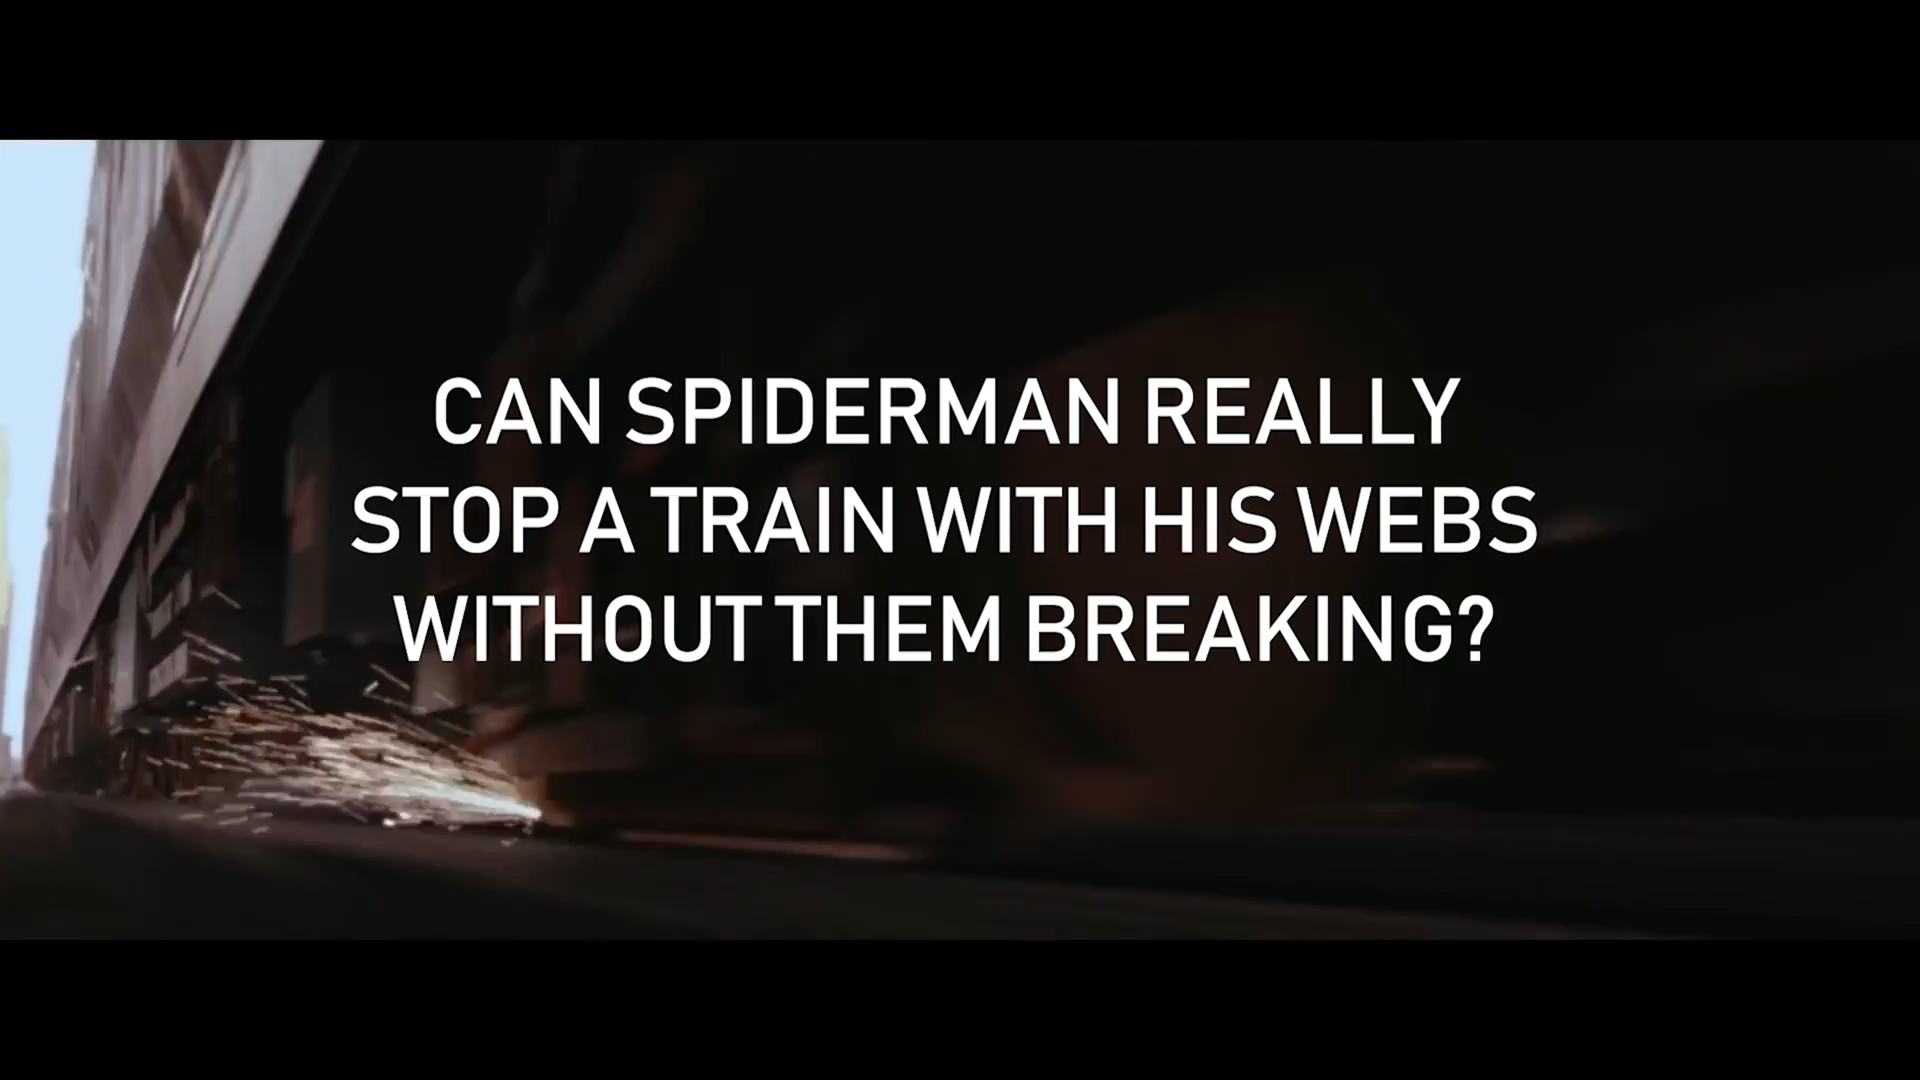 CAN SPIDERMAN REALLY
STOP A TRAIN WITH HIS WEBS
WITHOUT THEM BREAKING?